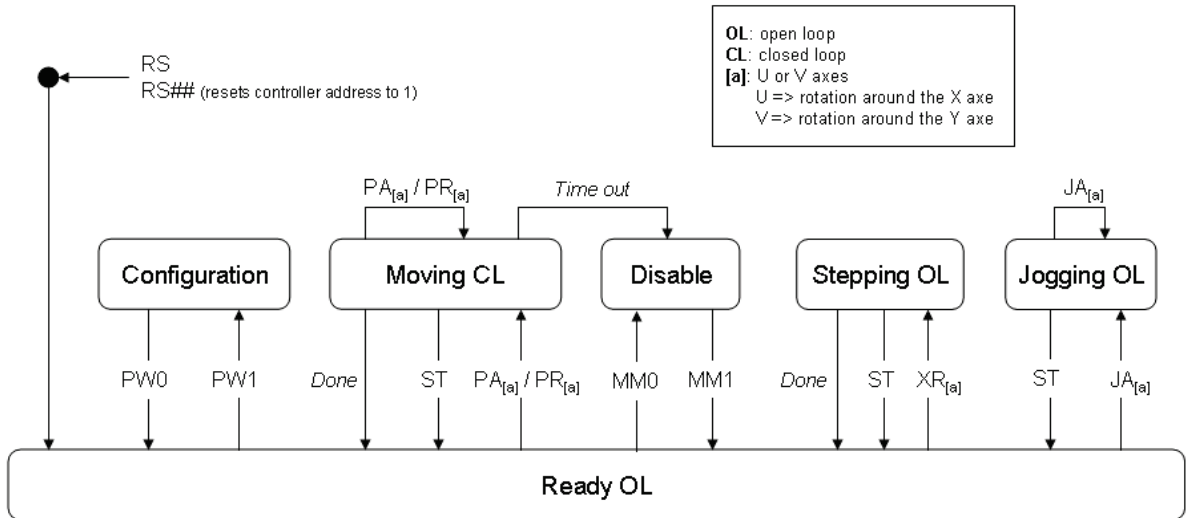 OL: open loop
CL: closed loop
[a]: U or V axes
U => rotation around the X axe
V => rotation around the Y axe
RS
RS## (resets controller address to 1)
PA[a] / PR[a]
Time out
JA[a]
Configuration
Moving CL
Disable
Stepping OL
Jogging OL
PW0
PW1
Done
ST
PA[a] / PR[a]
MM0
MM1
Done
ST
XR[a]
ST
JA[a]
Ready OL